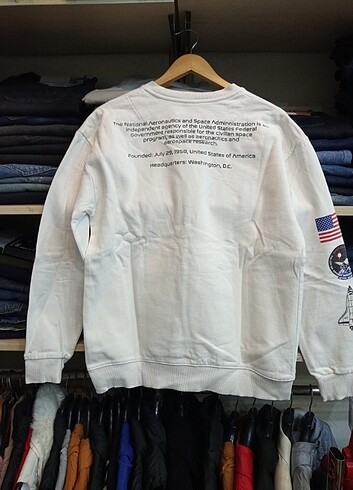 The National Aeronautics and Space Administration is an
independent agency of the United States Federal
Government responsible for the civilian space
program, as well as aeronautics and
aerospace research.
Founded: July 29, 1958, United States of America
Headquarters: Washington, D.C.